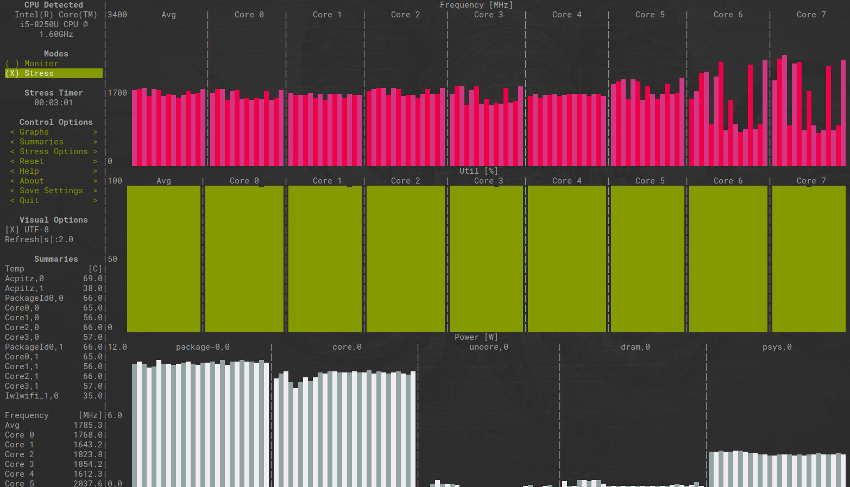 CPU Detected
Intel(R) Core(TM)
i5-8250U CPU @
1.60GHz
Modes
( ) Monitor
(X) Stress
Stress Timer
00:03:01
Control Options
< Graphs >
< Summaries >
< Stress Options >
< Reset >
< Help >
< About >
< Save Settings >
< Quit >
Visual Options
[X] UTF-8
Refresh[s]:2.0
Summaries
Temp [C]
Acpitz,0 69.0
Acpitz,1 38.0
PackageId0,0 66.0
Core0,0 65.0
Core1,0 56.0
Core2,0 66.0
Core3,0 57.0
PackageId0,1 66.0
Core0,1 65.0
Core1,1 56.0
Core2,1 66.0
Core3,1 57.0
Iwlwifi_1,0 35.0
Frequency [MHz]
Avg 1785.3
Core 0 1768.0
Core 1 1643.2
Core 2 1823.8
Core 3 1854.2
Core 4 1612.3
Core 5 2037.6
Frequency [MHz]
3400 Avg Core 0 Core 1 Core 2 Core 3 Core 4 Core 5 Core 6 Core 7
1700
0
Util [%]
100 Avg Core 0 Core 1 Core 2 Core 3 Core 4 Core 5 Core 6 Core 7
50
0
Power [W]
12.0 package-0,0 core,0 uncore,0 dram,0 psys,0
6.0
0.0